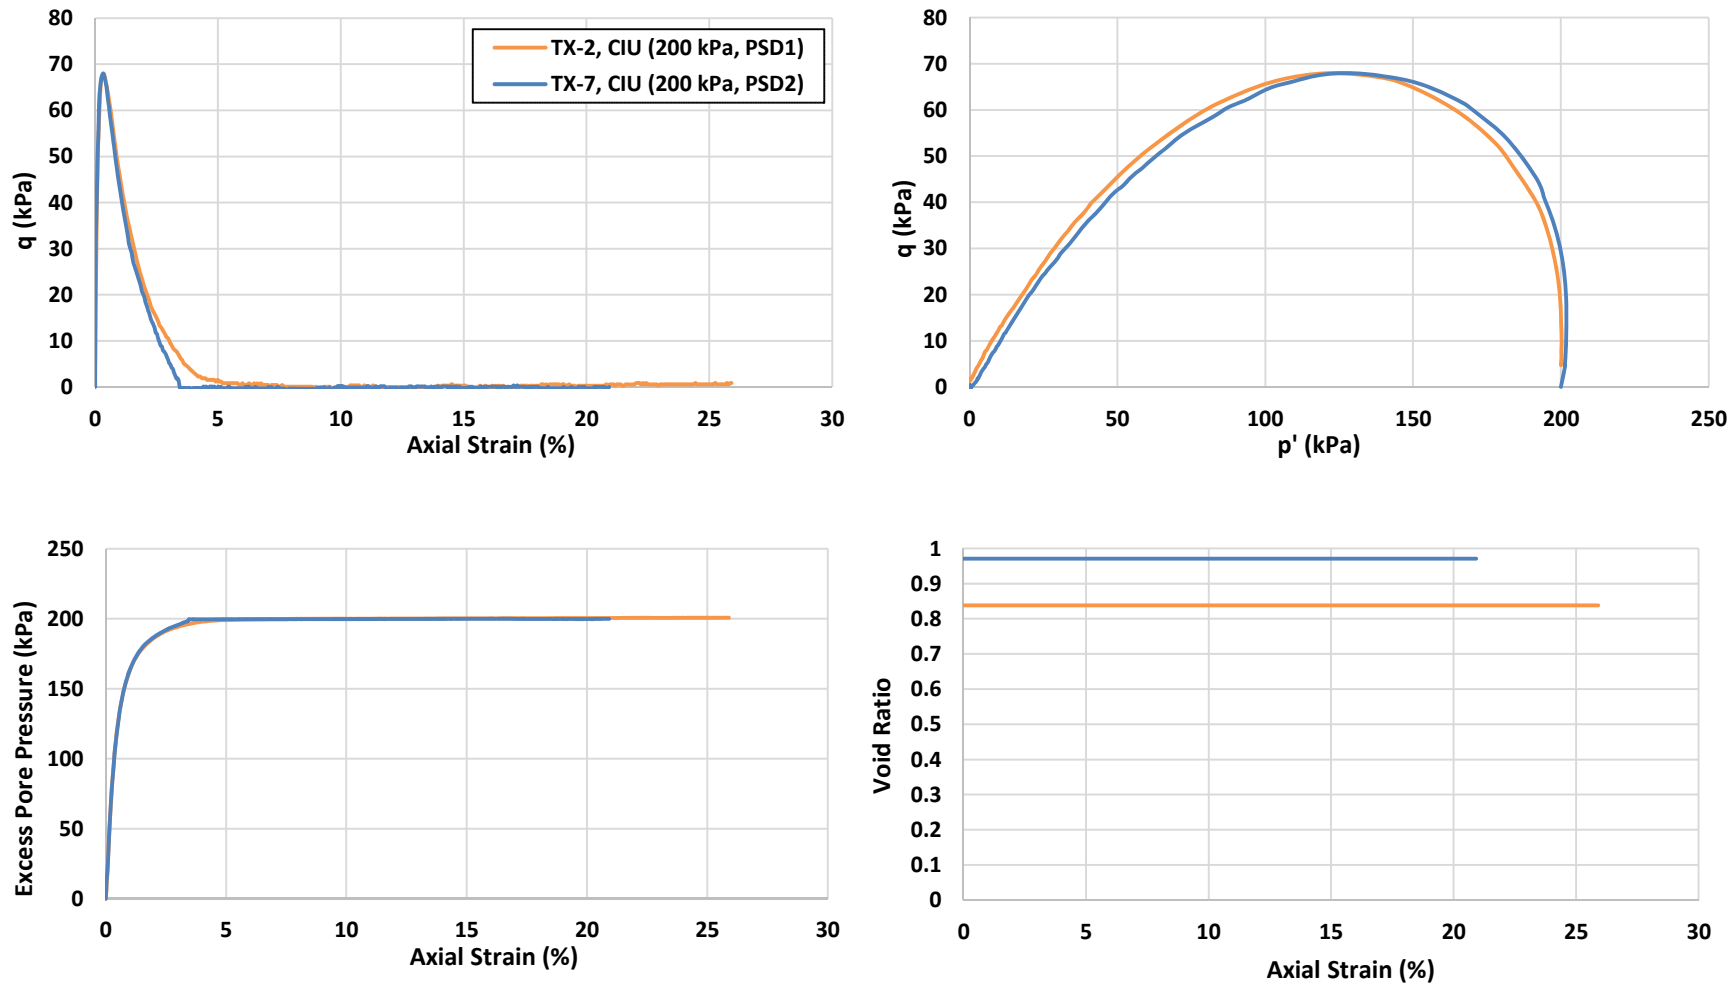 80
70
60
50
40
30
20
10
0
q (kPa)
TX-2, CIU (200 kPa, PSD1)
TX-7, CIU (200 kPa, PSD2)
0 5 10 15 20 25 30
Axial Strain (%)
80
70
60
50
40
30
20
10
0
q (kPa)
0 50 100 150 200 250
p' (kPa)
250
200
150
100
50
0
Excess Pore Pressure (kPa)
0 5 10 15 20 25 30
Axial Strain (%)
1
0.9
0.8
0.7
0.6
0.5
0.4
0.3
0.2
0.1
0
Void Ratio
0 5 10 15 20 25 30
Axial Strain (%)